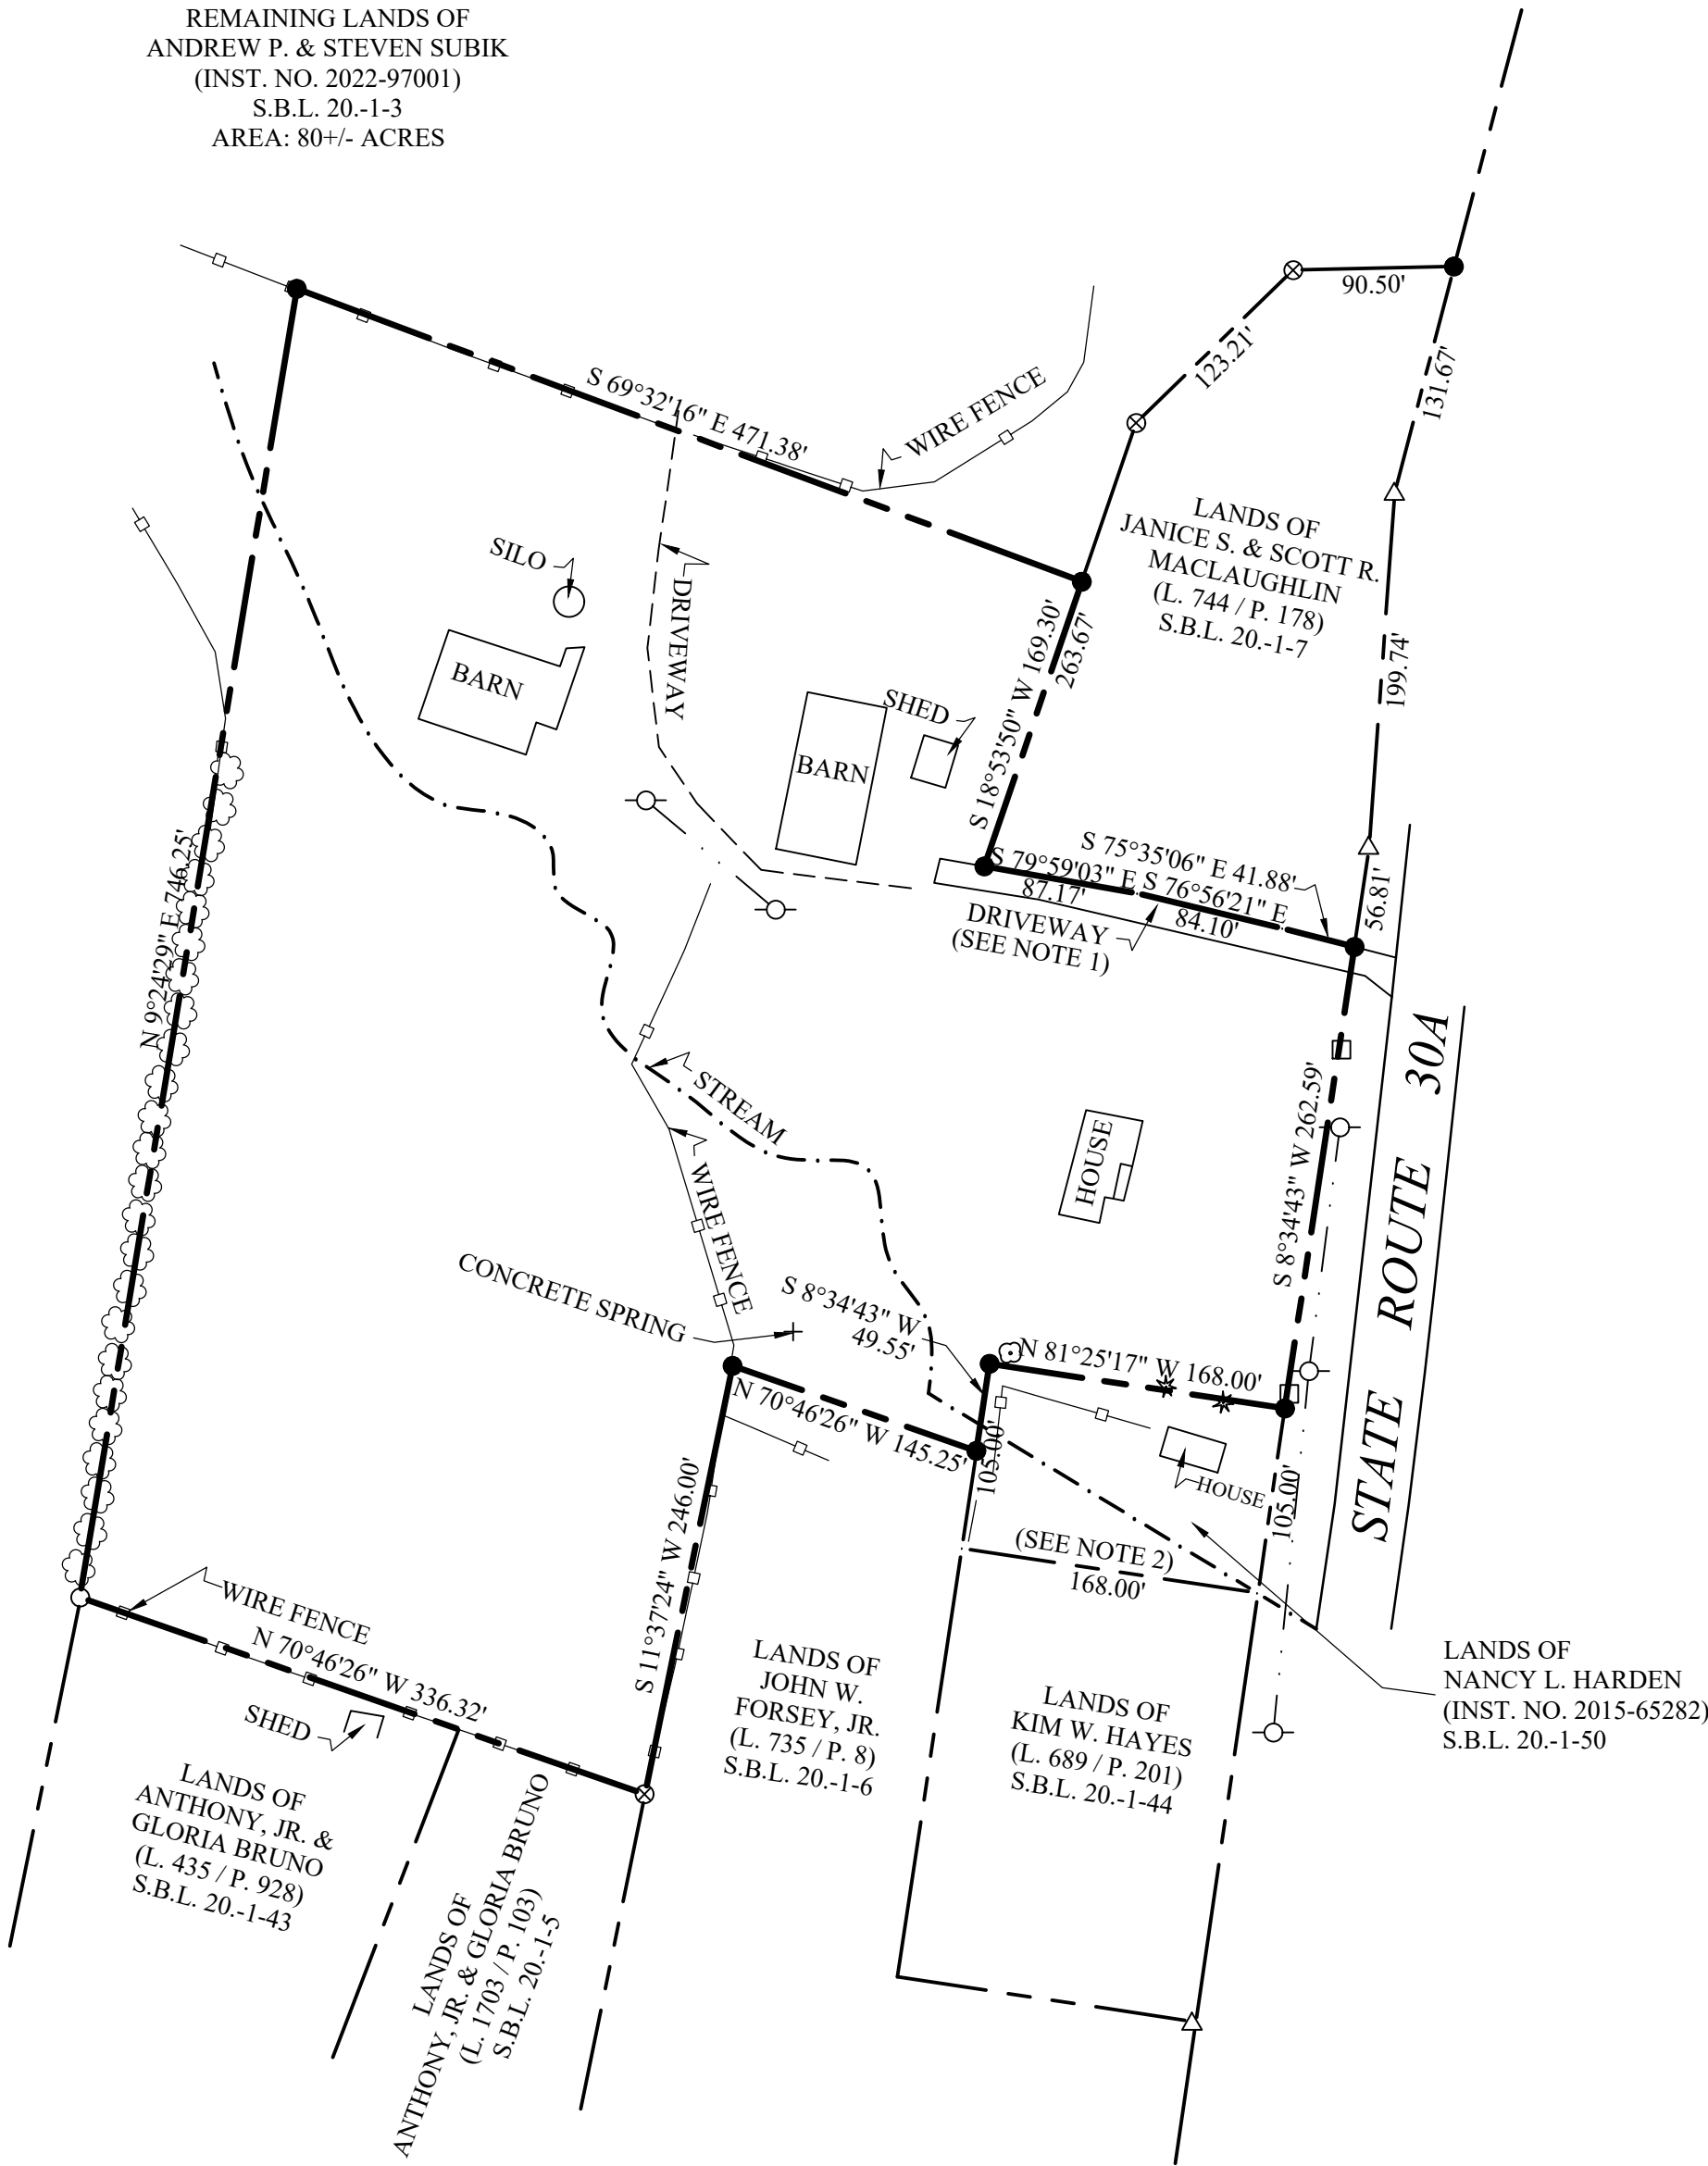 REMAINING LANDS OF
ANDREW P. & STEVEN SUBIK
(INST. NO. 2022-97001)
S.B.L. 20.-1-3
AREA: 80+/- ACRES
90.50'
123.21'
131.67'
S 69°32'16" E 471.38'
WIRE FENCE
LANDS OF
JANICE S. & SCOTT R.
MACLAUGHLIN
(L. 744 / P. 178)
S.B.L. 20.-1-7
199.74'
SILO
BARN
DRIVEWAY
SHED
BARN
S 18°53'50" W 169.30'
263.67'
S 75°35'06" E 41.88'
S 79°59'03" E
87.17'
S 76°56'21" E
84.10'
56.81'
DRIVEWAY
(SEE NOTE 1)
N 9°24'29" E 746.25'
STREAM
WIRE FENCE
HOUSE
S 8°34'43" W 262.59'
STATE ROUTE 30A
CONCRETE SPRING
S 8°34'43" W
49.55'
N 81°25'17" W 168.00'
N 70°46'26" W 145.25'
105.00'
HOUSE
105.00'
(SEE NOTE 2)
168.00'
S 11°37'24" W 246.00'
WIRE FENCE
N 70°46'26" W 336.32'
SHED
LANDS OF
JOHN W.
FORSEY, JR.
(L. 735 / P. 8)
S.B.L. 20.-1-6
LANDS OF
KIM W. HAYES
(L. 689 / P. 201)
S.B.L. 20.-1-44
LANDS OF
NANCY L. HARDEN
(INST. NO. 2015-65282)
S.B.L. 20.-1-50
LANDS OF
ANTHONY, JR. &
GLORIA BRUNO
(L. 435 / P. 928)
S.B.L. 20.-1-43
LANDS OF
ANTHONY, JR. & GLORIA BRUNO
(L. 1703 / P. 103)
S.B.L. 20.-1-5